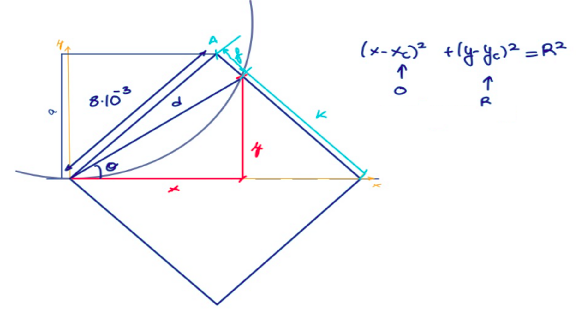 y
A
8·10⁻³
d
θ
a
k
y
x
x
(x-x_c)² + (y-y_c)² = R²
↑ ↑
0 R